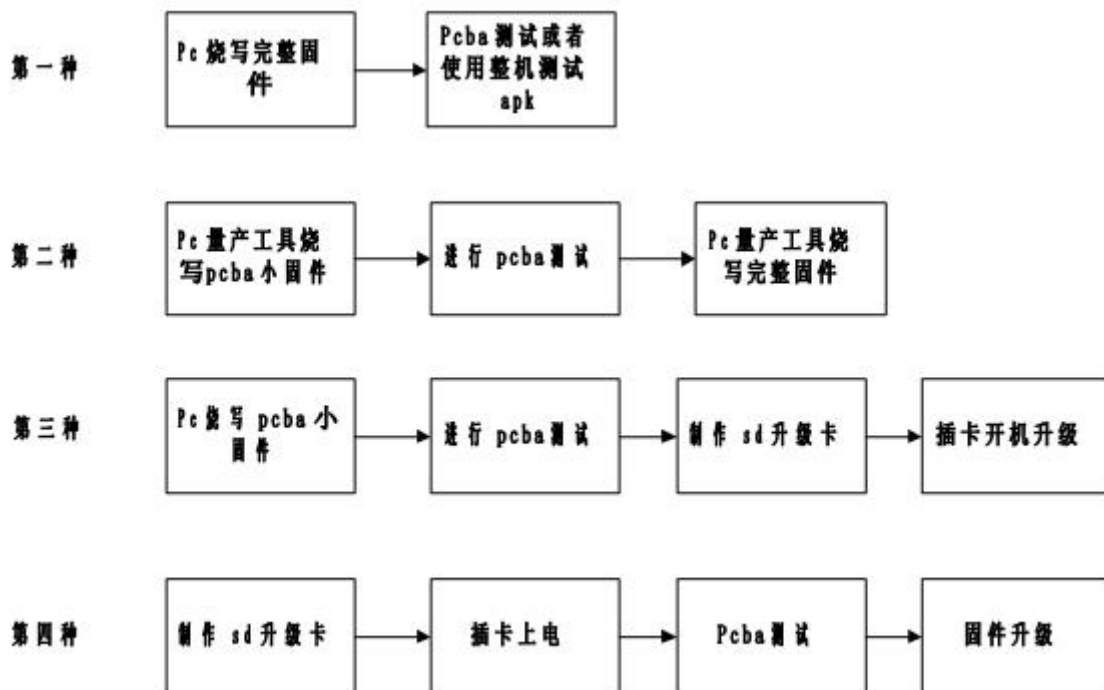 第一种
Pc烧写完整固
件
Pcba测试或者
使用整机测试
apk
第二种
Pc量产工具烧
写pcba小固件
进行pcba测试
Pc量产工具烧
写完整固件
第三种
Pc烧写 pcba小
固件
进行pcba测试
制作 sd升级卡
插卡开机升级
第四种
制作 sd升级卡
插卡上电
Pcba测试
固件升级